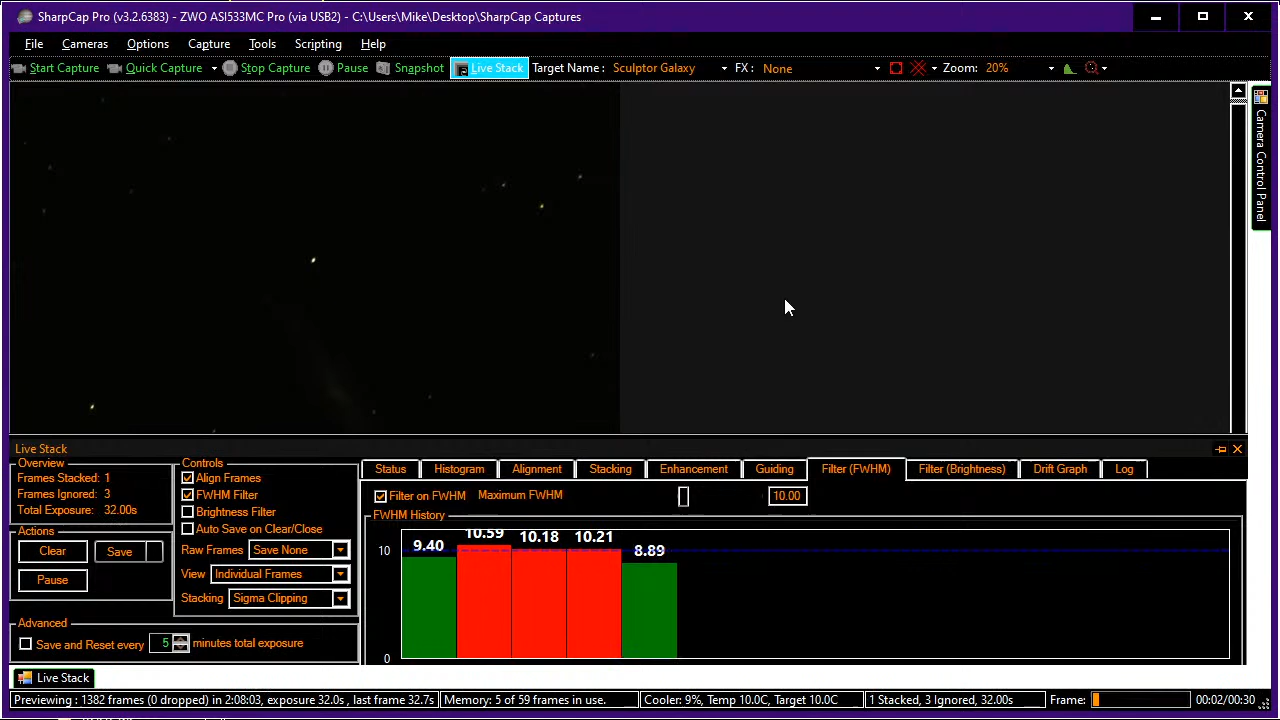 SharpCap Pro (v3.2.6383) - ZWO ASI533MC Pro (via USB2) - C:\Users\Mike\Desktop\SharpCap Captures
File Cameras Options Capture Tools Scripting Help
Start Capture Quick Capture Stop Capture Pause Snapshot Live Stack Target Name : Sculptor Galaxy FX: None Zoom: 20%
Camera Control Panel
Live Stack
Overview
Frames Stacked: 1
Frames Ignored: 3
Total Exposure: 32.00s
Actions
Clear Save
Pause
Controls
Align Frames
FWHM Filter
Brightness Filter
Auto Save on Clear/Close
Raw Frames Save None
View Individual Frames
Stacking Sigma Clipping
Advanced
Save and Reset every 5 minutes total exposure
Status Histogram Alignment Stacking Enhancement Guiding Filter (FWHM) Filter (Brightness) Drift Graph Log
Filter on FWHM Maximum FWHM 10.00
FWHM History
10 9.40 10.59 10.18 10.21 8.89
0
Live Stack
Previewing : 1382 frames (0 dropped) in 2:08:03, exposure 32.0s , last frame 32.7s Memory: 5 of 59 frames in use. Cooler: 9%, Temp 10.0C, Target 10.0C 1 Stacked, 3 Ignored, 32.00s Frame: 00:02/00:30